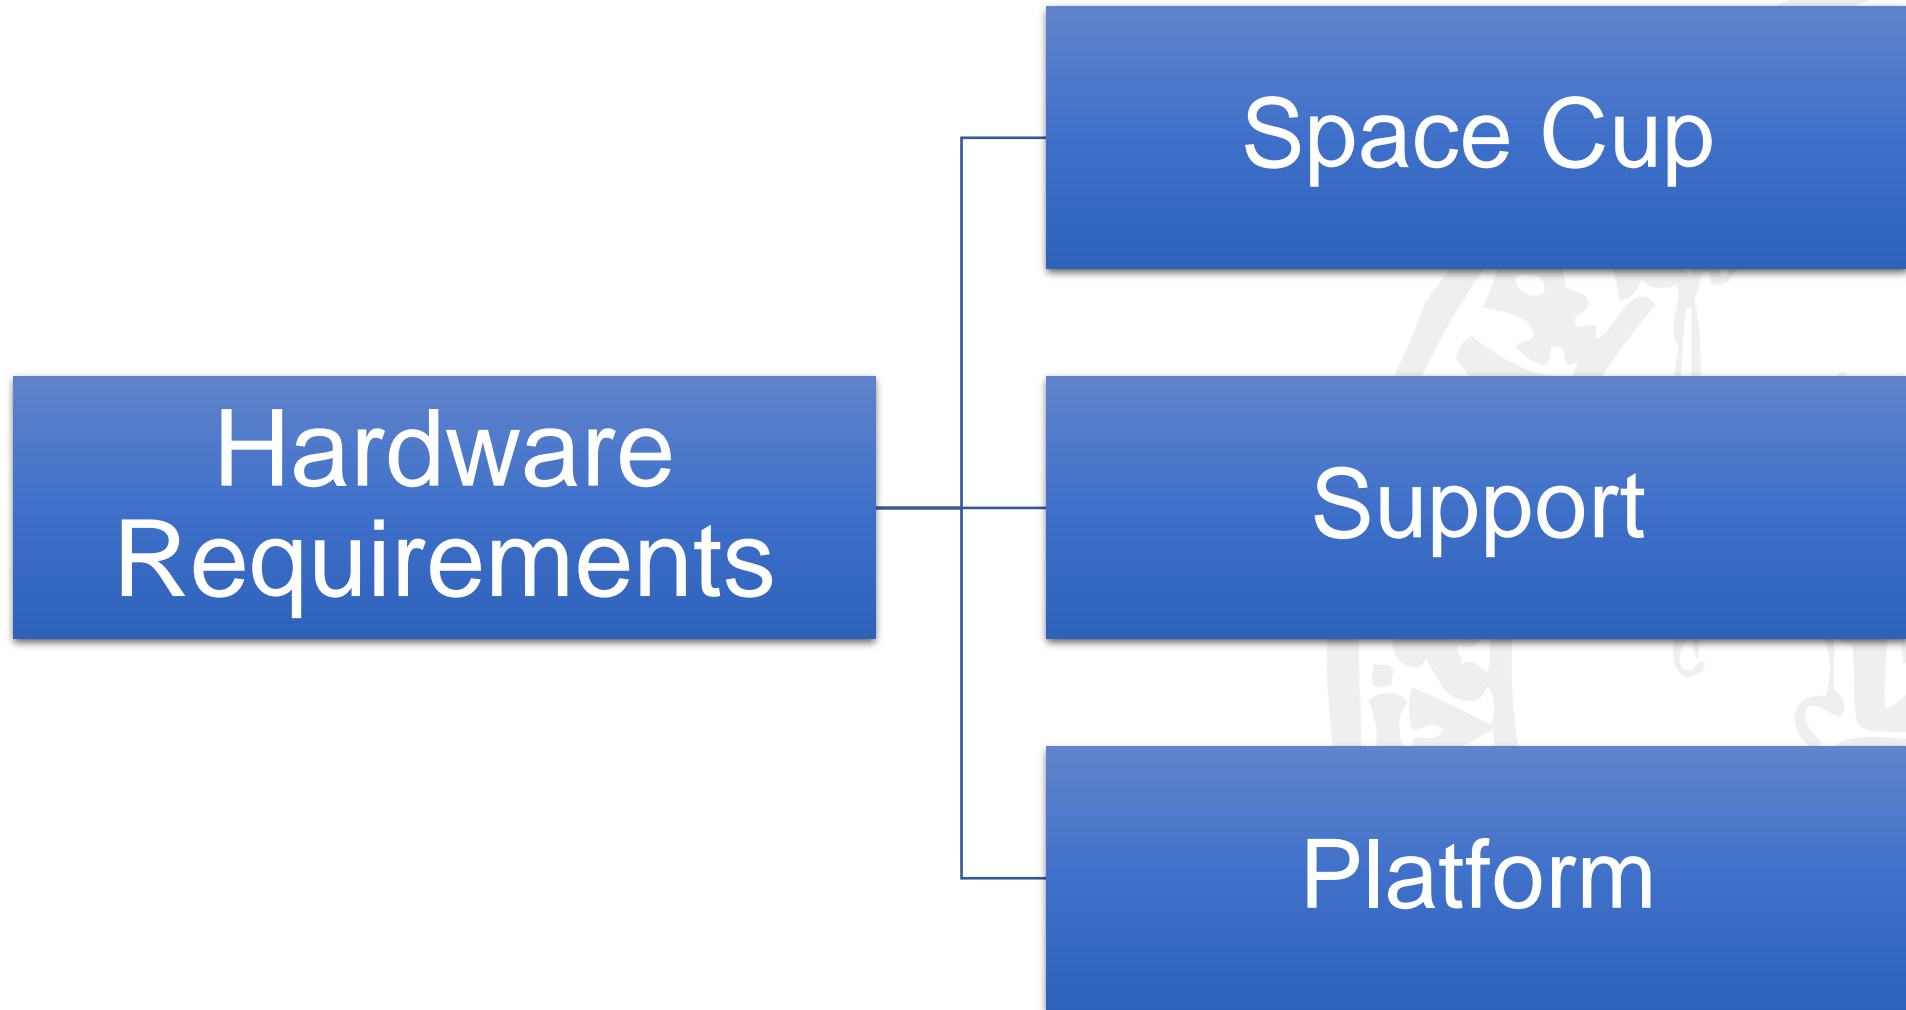 Hardware
Requirements
Space Cup
Support
Platform